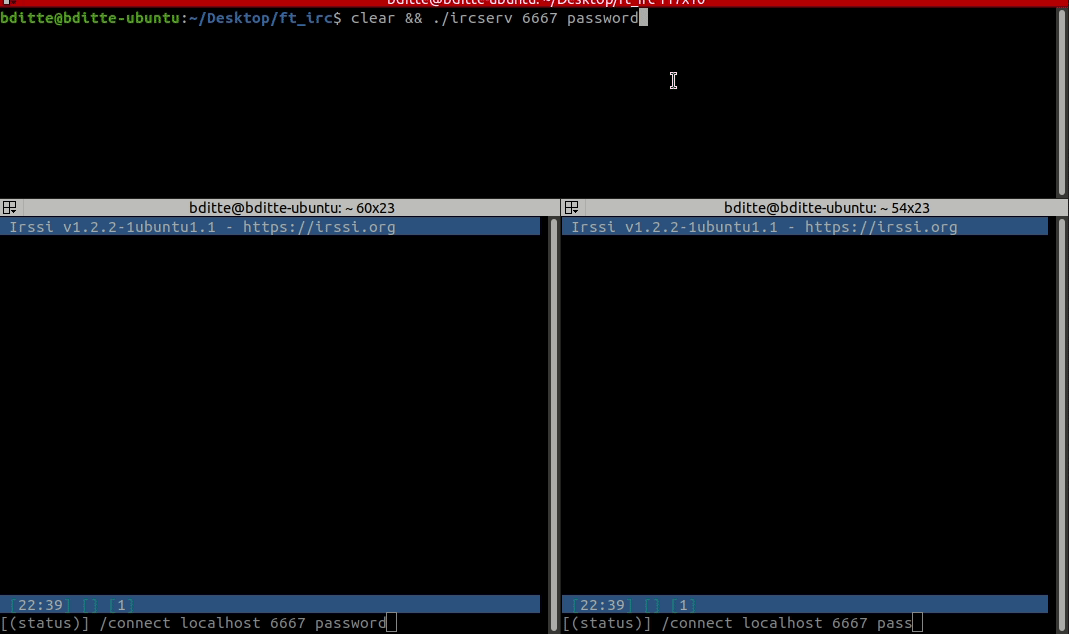 bditte@bditte-ubuntu: ~/Desktop/ft_irc 117x10
bditte@bditte-ubuntu:~/Desktop/ft_irc$ clear && ./ircserv 6667 password
bditte@bditte-ubuntu: ~ 60x23
Irssi v1.2.2-1ubuntu1.1 - https://irssi.org
[22:39] [] [1]
[(status)] /connect localhost 6667 password
bditte@bditte-ubuntu: ~ 54x23
Irssi v1.2.2-1ubuntu1.1 - https://irssi.org
[22:39] [] [1]
[(status)] /connect localhost 6667 pass